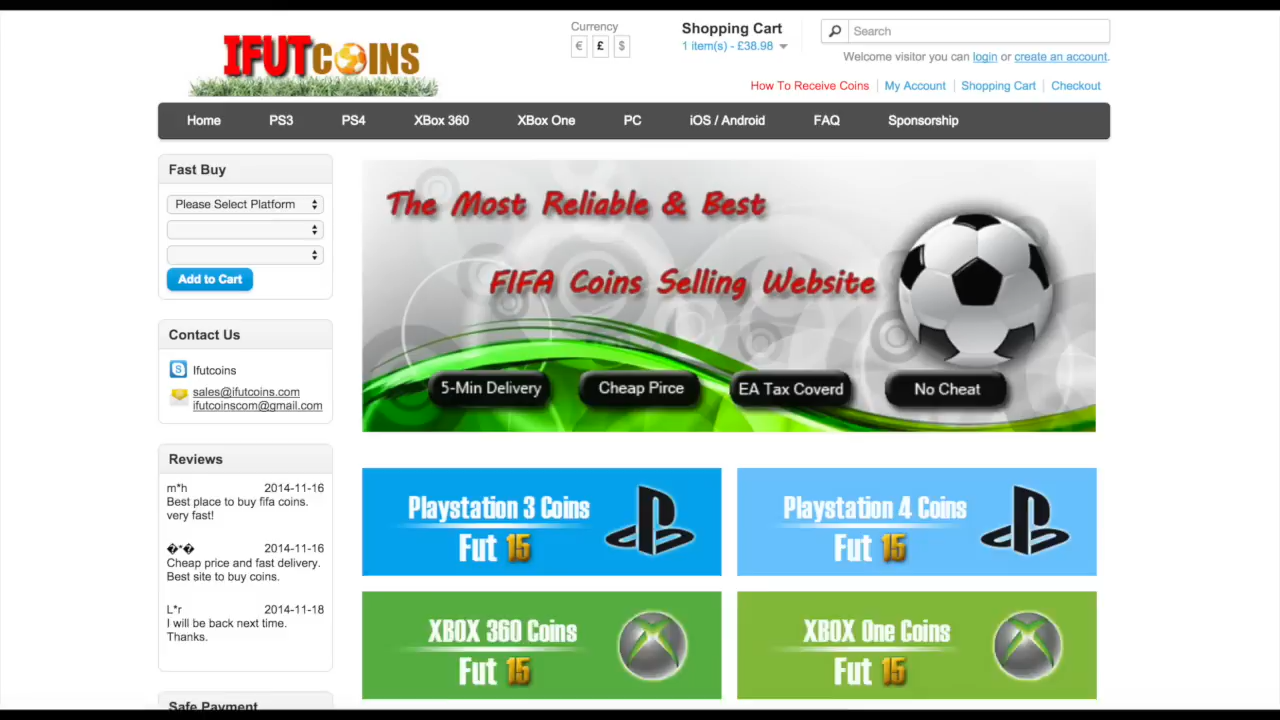 IFUTCOINS
Currency
€ £ $
Shopping Cart
1 item(s) - £38.98
Search
Welcome visitor you can login or create an account.
How To Receive Coins
My Account
Shopping Cart
Checkout
Home
PS3
PS4
XBox 360
XBox One
PC
iOS / Android
FAQ
Sponsorship
Fast Buy
Please Select Platform
Add to Cart
Contact Us
Ifutcoins
sales@ifutcoins.com
ifutcoinscom@gmail.com
Reviews
m*h 2014-11-16
Best place to buy fifa coins.
very fast!
�*� 2014-11-16
Cheap price and fast delivery.
Best site to buy coins.
L*r 2014-11-18
I will be back next time.
Thanks.
Safe Payment
The Most Reliable & Best
FIFA Coins Selling Website
5-Min Delivery
Cheap Pirce
EA Tax Coverd
No Cheat
Playstation 3 Coins
Fut 15
Playstation 4 Coins
Fut 15
XBOX 360 Coins
Fut 15
XBOX One Coins
Fut 15